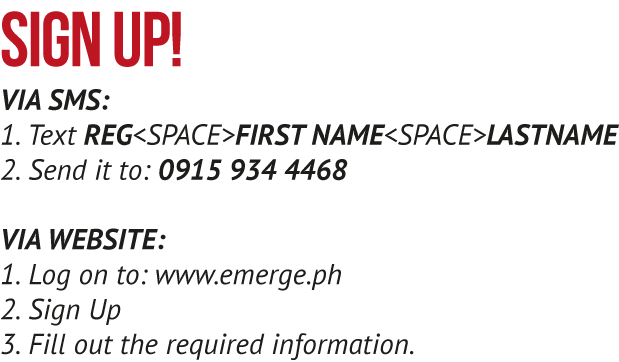 SIGN UP!
VIA SMS:
1. Text REG<SPACE>FIRST NAME<SPACE>LASTNAME
2. Send it to: 0915 934 4468
VIA WEBSITE:
1. Log on to: www.emerge.ph
2. Sign Up
3. Fill out the required information.